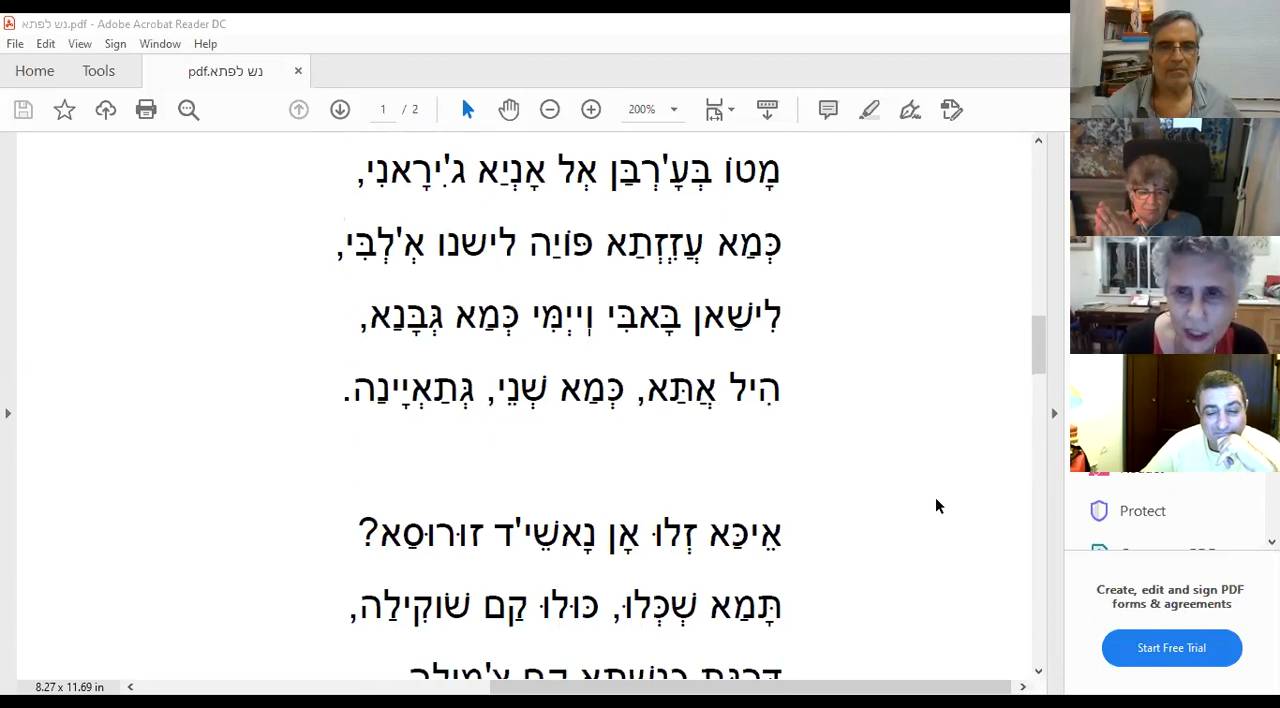 נש לפתא.pdf - Adobe Acrobat Reader DC
File Edit View Sign Window Help
Home Tools נש לפתא.pdf ×
1 / 2 200%
מָטוֹ בְּעָ'רְבַּן אְל אָנְיַא ג'ִירָאנִי,
כְּמַא עֲזֵזְתַא פּוֹיַה לישנו אְ'לְבִּי,
לִישַׁאן בָּאבִּי וְיִימִּי כְּמַא גְּבָּנַא,
הִיל אֲתַּא, כְּמַא שְׁנֵי, גְּתַאְיָינַה.
אֵיכַּא זְלוּ אָן נָאשֵׁי'ד זוּרוּסַא?
תָּמַא שְׁכְּלוּ, כּוּלוּ קַם שׁוֹקִילַה,
Protect
Create, edit and sign PDF
forms & agreements
Start Free Trial
8.27 x 11.69 in